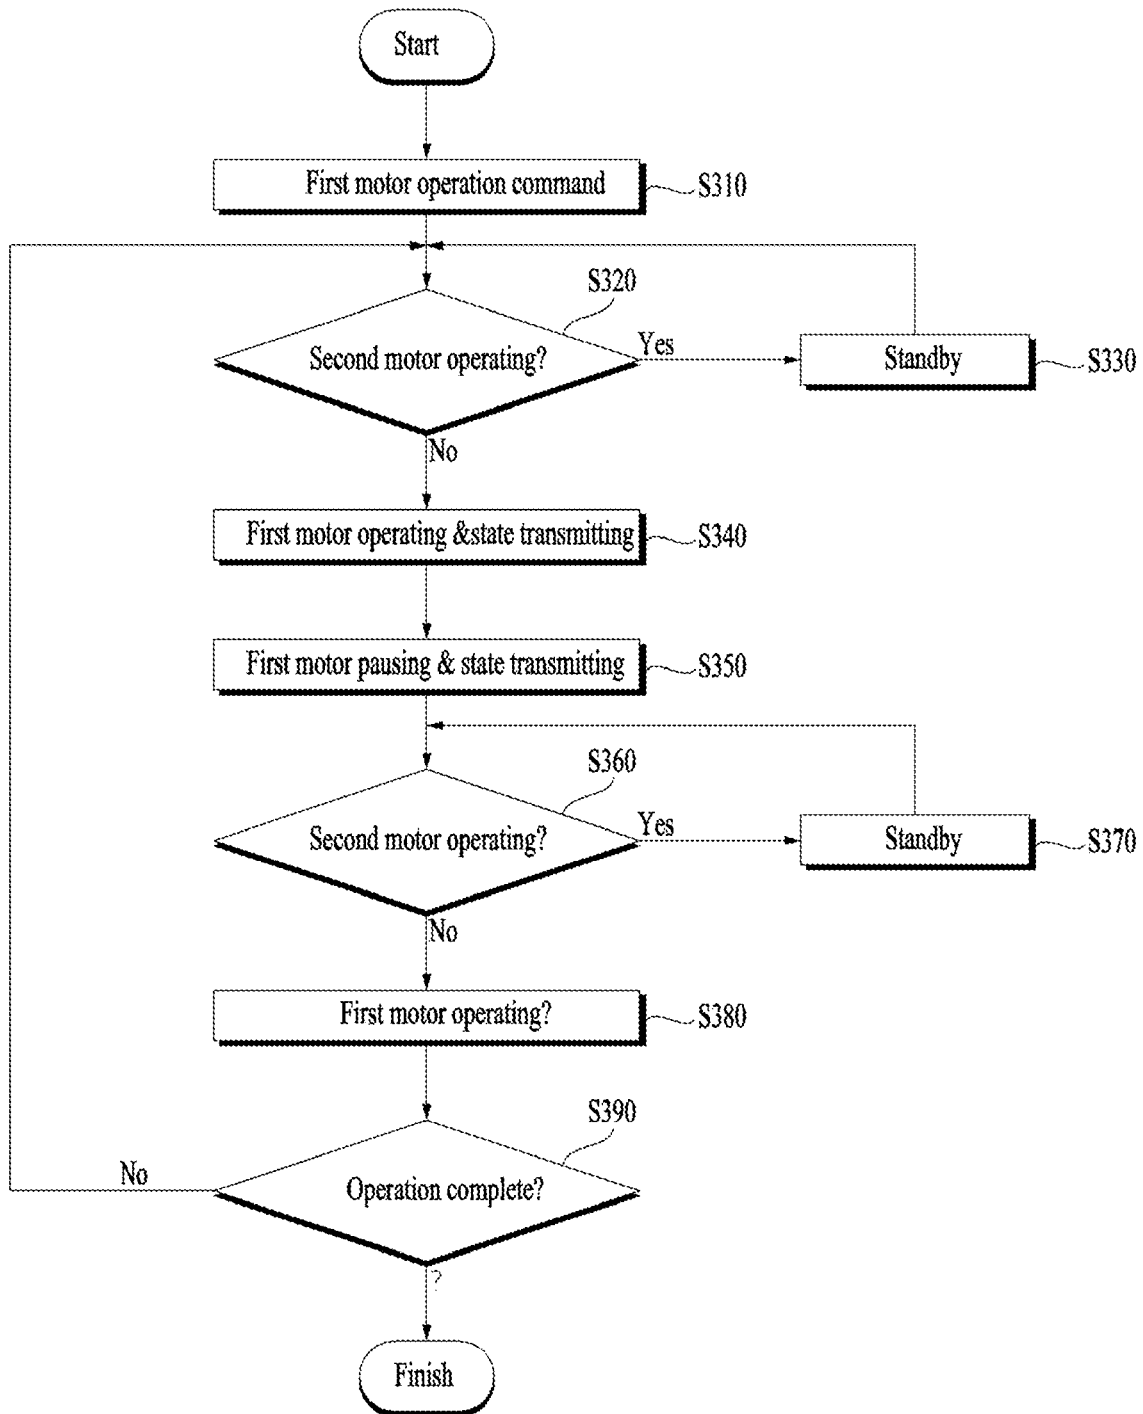 Start
First motor operation command
S310
S320
Second motor operating?
Yes
Standby
S330
No
First motor operating &state transmitting
S340
First motor pausing & state transmitting
S350
S360
Second motor operating?
Yes
Standby
S370
No
First motor operating?
S380
S390
No
Operation complete?
?
Finish